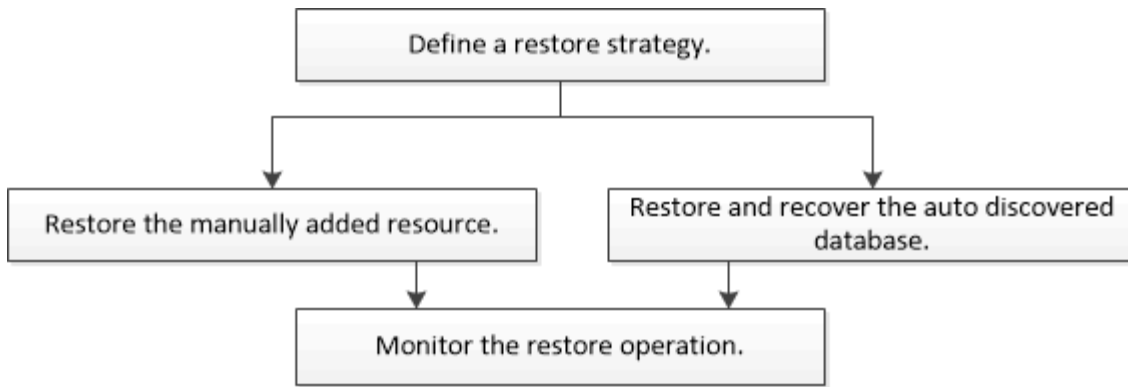 Define a restore strategy.
Restore the manually added resource.
Restore and recover the auto discovered
database.
Monitor the restore operation.